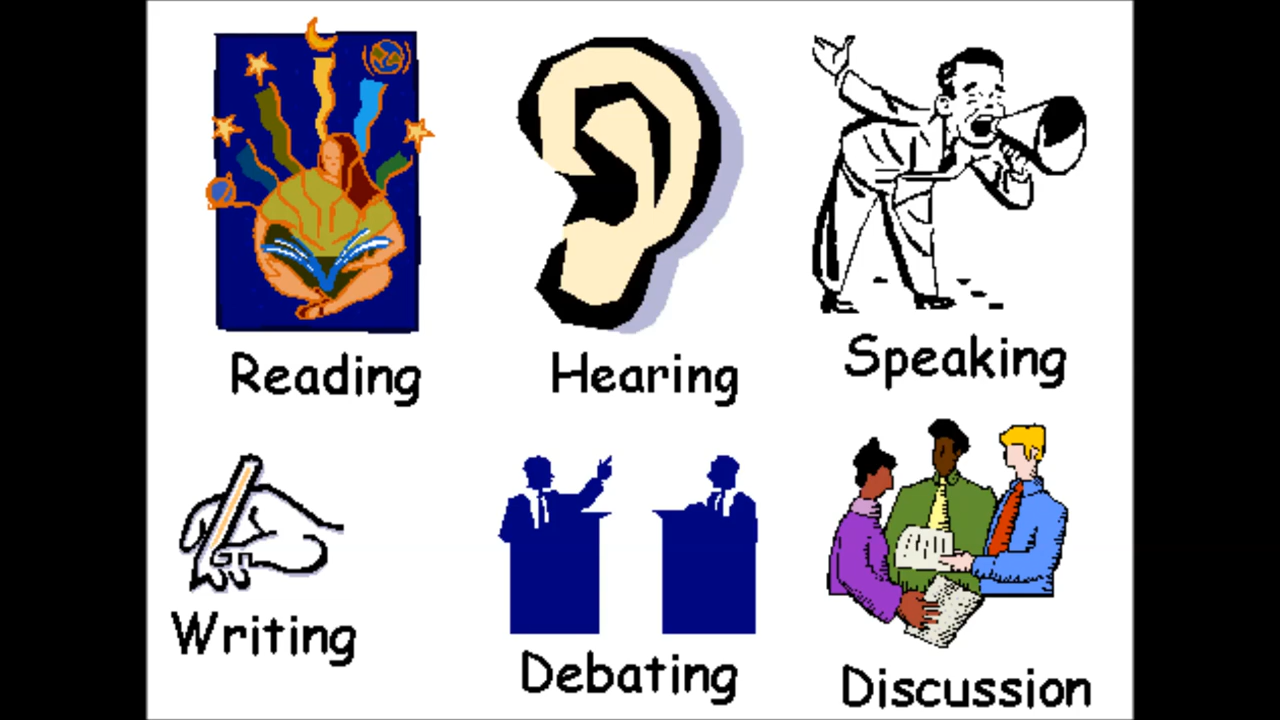 Reading
Hearing
Speaking
Writing
Debating
Discussion